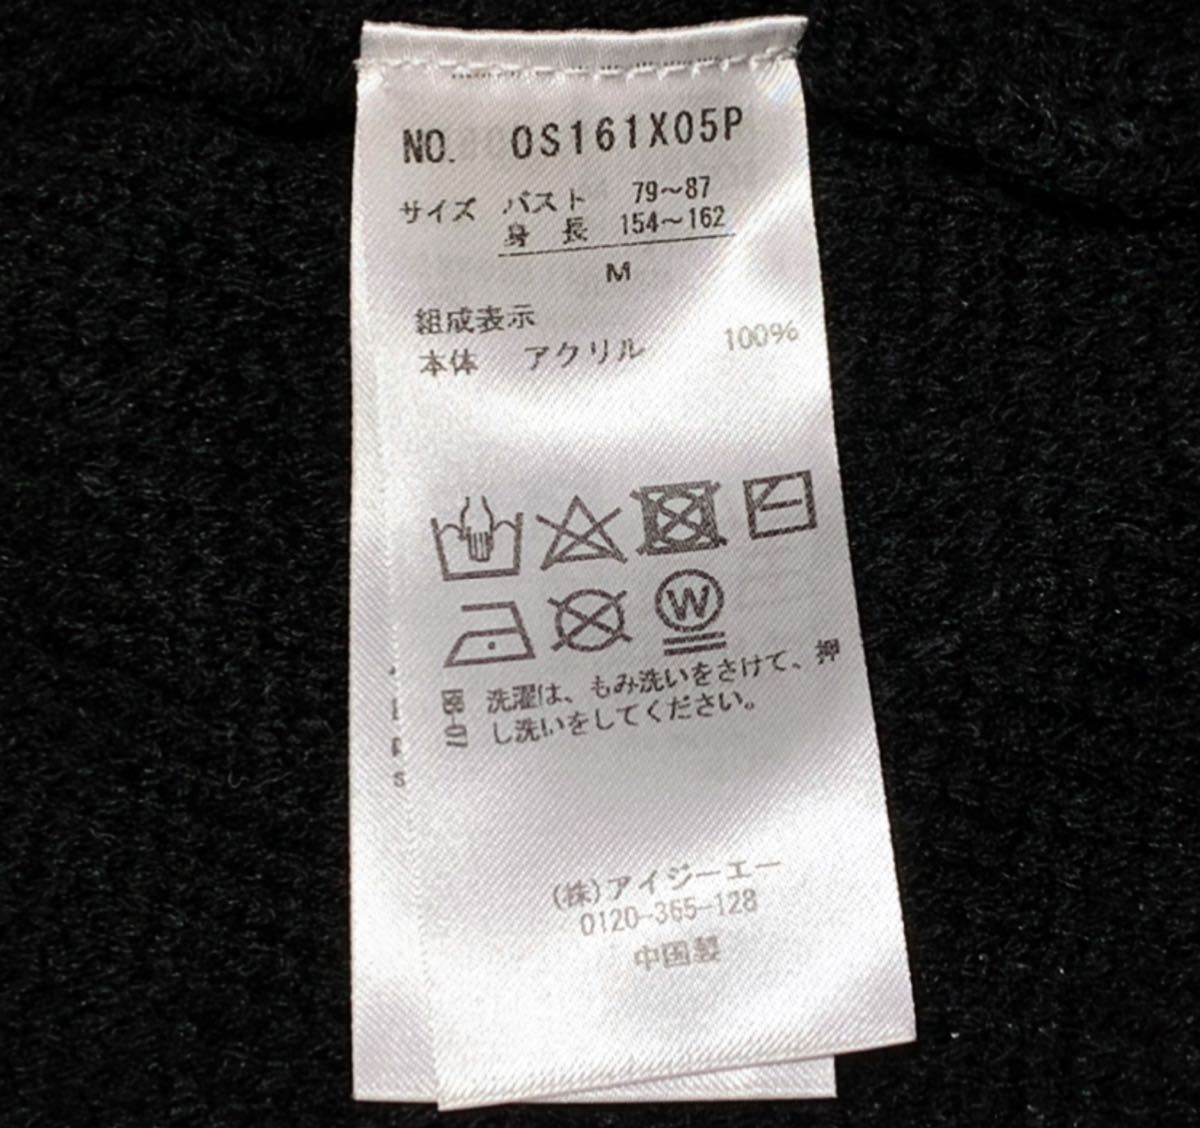 NO. OS161X05P
サイズ バスト 79～87
身 長 154～162
M
組成表示
本体 アクリル 100%
W
洗濯は、もみ洗いをさけて、押
し洗いをしてください。
(株)アイジーエー
0120-365-128
中国製